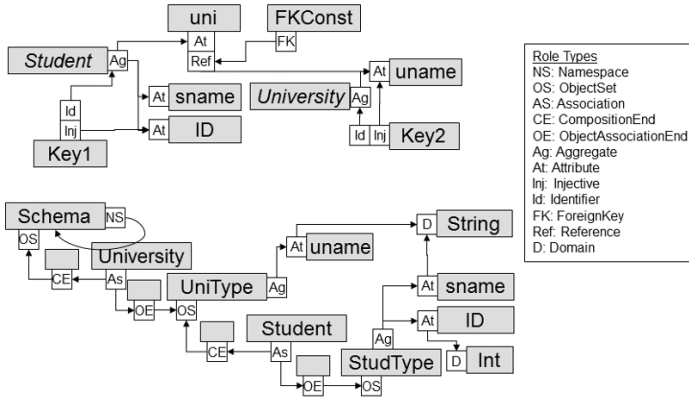 uni FKConst
At FK
Ref
Student Ag
At uname
At sname
University Ag
Id
Inj
At ID
Id Inj Key2
Key1
Role Types
NS: Namespace
OS: ObjectSet
AS: Association
CE: CompositionEnd
OE: ObjectAssociationEnd
Ag: Aggregate
At: Attribute
Inj: Injective
Id: Identifier
FK: ForeignKey
Ref: Reference
D: Domain
Schema NS
OS
D String
At uname
University
CE As
UniType Ag
OE OS
At sname
Student
At ID
CE As
Ag
StudType
D Int
OE OS